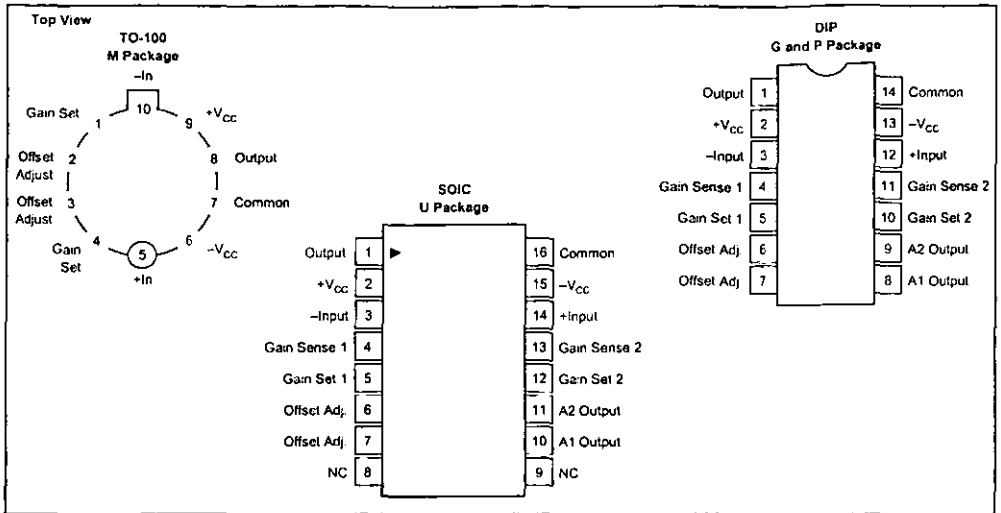 Top View
TO-100
M Package
–In
10
Gain Set
1
9
+VCC
Offset
Adjust
2
8
Output
Offset
Adjust
3
7
Common
Gain
Set
4
6
–VCC
5
+In
SOIC
U Package
Output 1 16 Common
+VCC 2 15 –VCC
–Input 3 14 +Input
Gain Sense 1 4 13 Gain Sense 2
Gain Set 1 5 12 Gain Set 2
Offset Adj. 6 11 A2 Output
Offset Adj. 7 10 A1 Output
NC 8 9 NC
DIP
G and P Package
Output 1 14 Common
+VCC 2 13 –VCC
–Input 3 12 +Input
Gain Sense 1 4 11 Gain Sense 2
Gain Set 1 5 10 Gain Set 2
Offset Adj. 6 9 A2 Output
Offset Adj 7 8 A1 Output